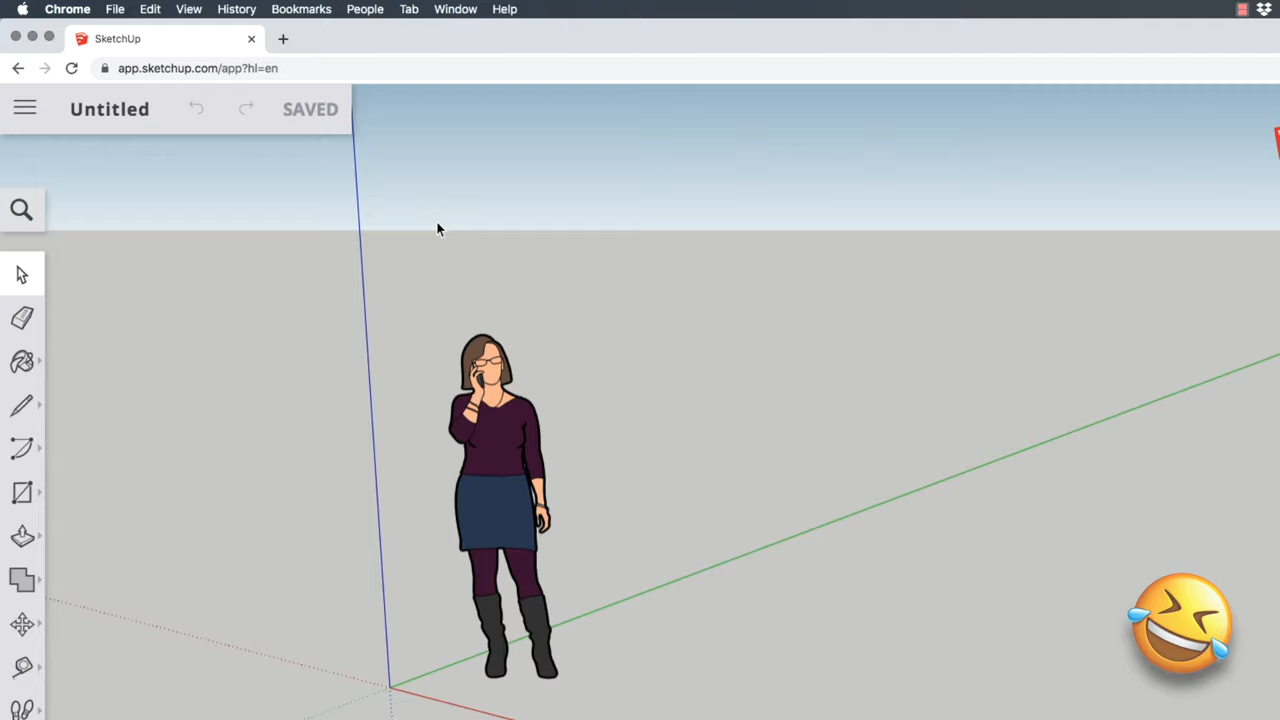 Chrome File Edit View History Bookmarks People Tab Window Help
SketchUp
app.sketchup.com/app?hl=en
Untitled SAVED